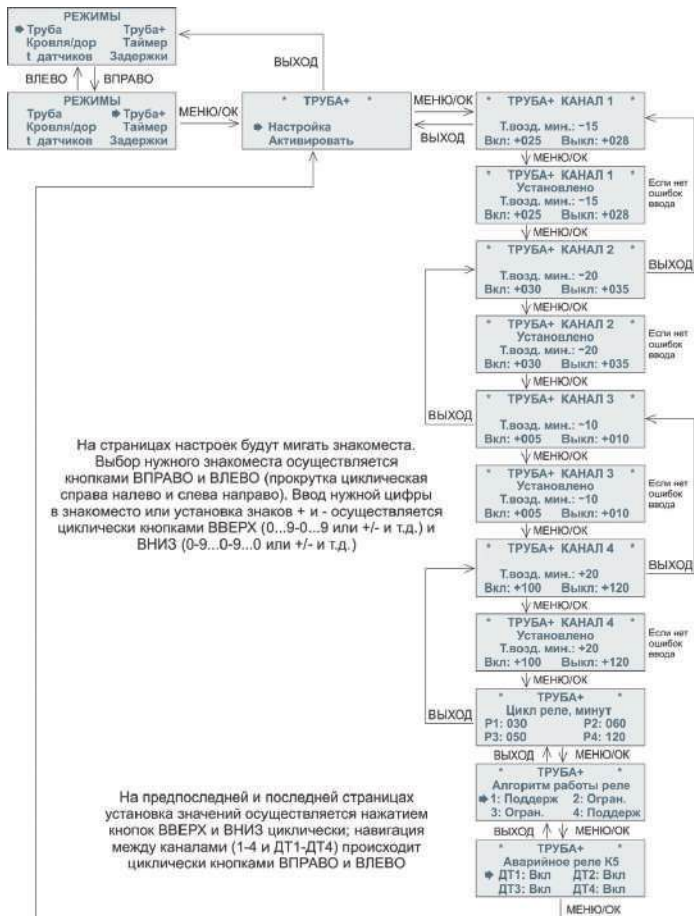 РЕЖИМЫ
Труба Труба+
Кровля/дор Таймер
t датчиков Задержки
ВЫХОД
ВЛЕВО ВПРАВО
РЕЖИМЫ
Труба Труба+
Кровля/дор Таймер
t датчиков Задержки
МЕНЮ/ОК
* ТРУБА+ *
Настройка
Активировать
МЕНЮ/ОК
ВЫХОД
* ТРУБА+ КАНАЛ 1 *
Т.возд. мин.: -15
Вкл: +025 Выкл: +028
МЕНЮ/ОК
* ТРУБА+ КАНАЛ 1 *
Установлено
Т.возд. мин.: -15
Вкл: +025 Выкл: +028
Если нет
ошибок
ввода
МЕНЮ/ОК
* ТРУБА+ КАНАЛ 2 *
Т.возд. мин.: -20
Вкл: +030 Выкл: +035
ВЫХОД
МЕНЮ/ОК
* ТРУБА+ КАНАЛ 2 *
Установлено
Т.возд. мин.: -20
Вкл: +030 Выкл: +035
Если нет
ошибок
ввода
МЕНЮ/ОК
* ТРУБА+ КАНАЛ 3 *
Т.возд. мин.: -10
Вкл: +005 Выкл: +010
ВЫХОД
МЕНЮ/ОК
* ТРУБА+ КАНАЛ 3 *
Установлено
Т.возд. мин.: -10
Вкл: +005 Выкл: +010
Если нет
ошибок
ввода
МЕНЮ/ОК
* ТРУБА+ КАНАЛ 4 *
Т.возд. мин.: +20
Вкл: +100 Выкл: +120
ВЫХОД
МЕНЮ/ОК
* ТРУБА+ КАНАЛ 4 *
Установлено
Т.возд. мин.: +20
Вкл: +100 Выкл: +120
Если нет
ошибок
ввода
МЕНЮ/ОК
* ТРУБА+ *
Цикл реле, минут
Р1: 030 Р2: 060
Р3: 050 Р4: 120
ВЫХОД
ВЫХОД МЕНЮ/ОК
* ТРУБА+ *
Алгоритм работы реле
1: Поддерж 2: Огран.
3: Огран. 4: Поддерж
ВЫХОД МЕНЮ/ОК
* ТРУБА+ *
Аварийное реле К5
ДТ1: Вкл ДТ2: Вкл
ДТ3: Вкл ДТ4: Вкл
МЕНЮ/ОК
На страницах настроек будут мигать знакоместа.
Выбор нужного знакоместа осуществляется
кнопками ВПРАВО и ВЛЕВО (прокрутка циклическая
справа налево и слева направо). Ввод нужной цифры
в знакоместо или установка знаков + и - осуществляется
циклически кнопками ВВЕРХ (0...9-0...9 или +/- и т.д.) и
ВНИЗ (0-9...0-9...0 или +/- и т.д.)
На предпоследней и последней страницах
установка значений осуществляется нажатием
кнопок ВВЕРХ и ВНИЗ циклически; навигация
между каналами (1-4 и ДТ1-ДТ4) происходит
циклически кнопками ВПРАВО и ВЛЕВО